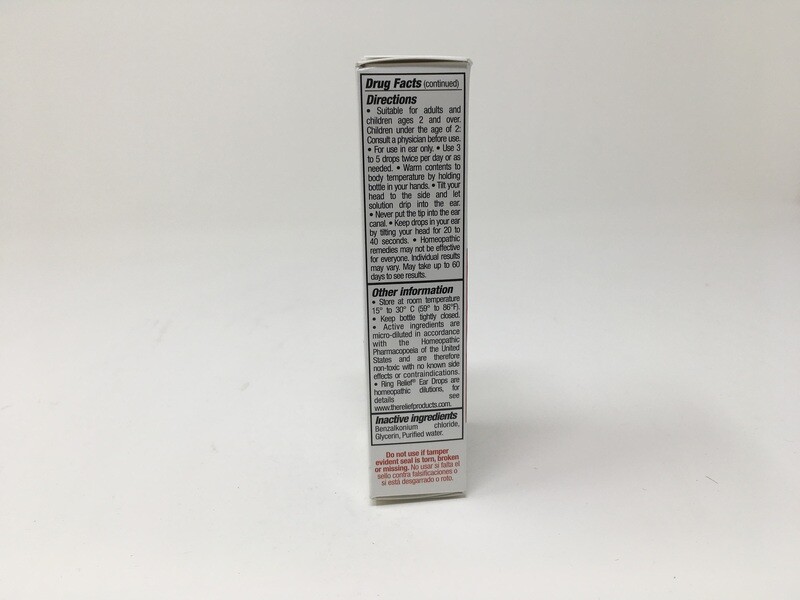 Drug Facts (continued)
Directions
• Suitable for adults and
children ages 2 and over.
Children under the age of 2:
Consult a physician before use.
• For use in ear only. • Use 3
to 5 drops twice per day or as
needed. • Warm contents to
body temperature by holding
bottle in your hands. • Tilt your
head to the side and let
solution drip into the ear.
• Never put the tip into the ear
canal. • Keep drops in your ear
by tilting your head for 20 to
40 seconds. • Homeopathic
remedies may not be effective
for everyone. Individual results
may vary. May take up to 60
days to see results.
Other information
• Store at room temperature
15° to 30° C (59° to 86°F).
• Keep bottle tightly closed.
• Active ingredients are
micro-diluted in accordance
with the Homeopathic
Pharmacopoeia of the United
States and are therefore
non-toxic with no known side
effects or contraindications.
• Ring Relief® Ear Drops are
homeopathic dilutions, for
details see
www.thereliefproducts.com.
Inactive ingredients
Benzalkonium chloride,
Glycerin, Purified water.
Do not use if tamper
evident seal is torn, broken
or missing. No usar si falta el
sello contra falsificaciones o
si está desgarrado o roto.